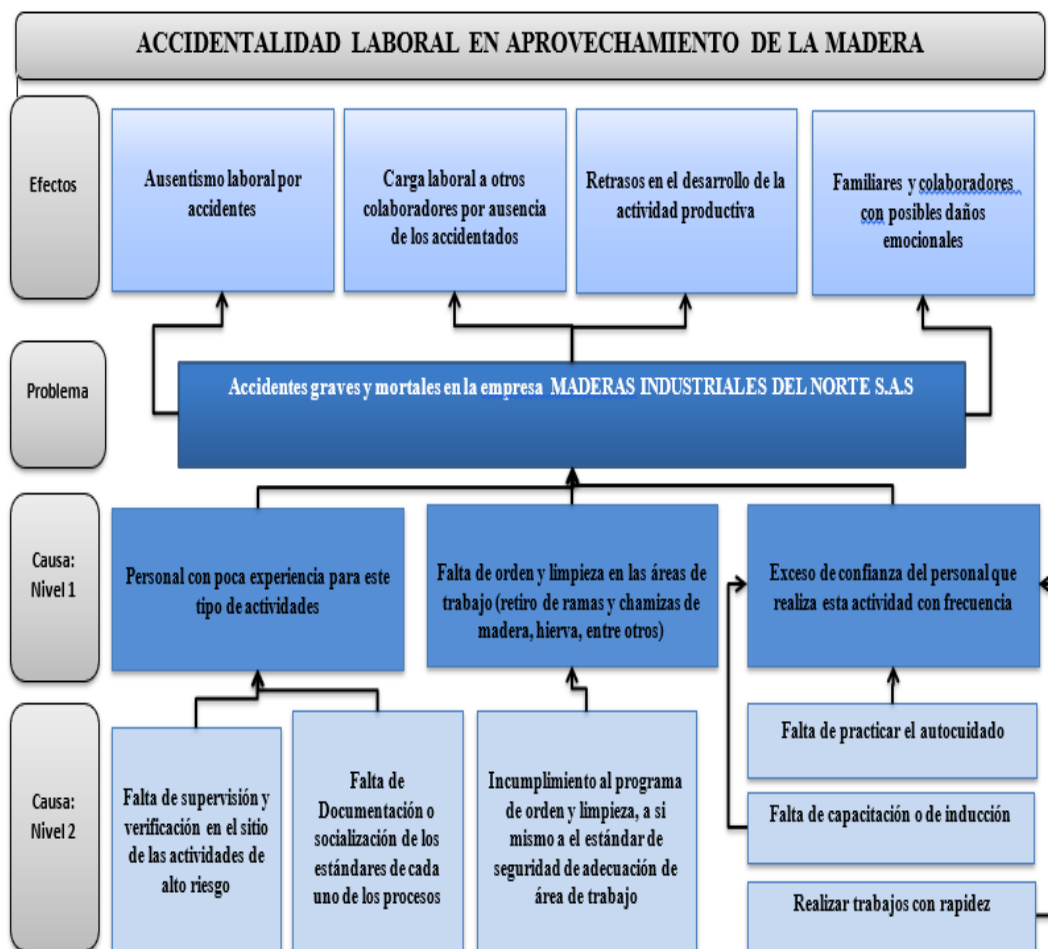 ACCIDENTALIDAD LABORAL EN APROVECHAMIENTO DE LA MADERA
Efectos
Ausentismo laboral por
accidentes
Carga laboral a otros
colaboradores por ausencia
de los accidentados
Retrasos en el desarrollo de la
actividad productiva
Familiares y colaboradores
con posibles daños
emocionales
Problema
Accidentes graves y mortales en la empresa MADERAS INDUSTRIALES DEL NORTE S.A.S
Causa:
Nivel 1
Personal con poca experiencia para este
tipo de actividades
Falta de orden y limpieza en las áreas de
trabajo (retiro de ramas y chamizas de
madera, hierva, entre otros)
Exceso de confianza del personal que
realiza esta actividad con frecuencia
Causa:
Nivel 2
Falta de supervisión y
verificación en el sitio
de las actividades de
alto riesgo
Falta de
Documentación o
socialización de los
estándares de cada
uno de los procesos
Incumplimiento al programa
de orden y limpieza, a si
mismo a el estándar de
seguridad de adecuación de
área de trabajo
Falta de practicar el autocuidado
Falta de capacitación o de inducción
Realizar trabajos con rapidez